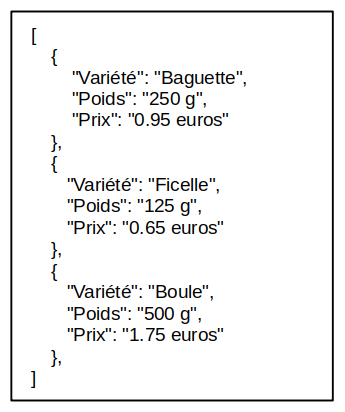 [
{
"Variété": "Baguette",
"Poids": "250 g",
"Prix": "0.95 euros"
},
{
"Variété": "Ficelle",
"Poids": "125 g",
"Prix": "0.65 euros"
},
{
"Variété": "Boule",
"Poids": "500 g",
"Prix": "1.75 euros"
},
]